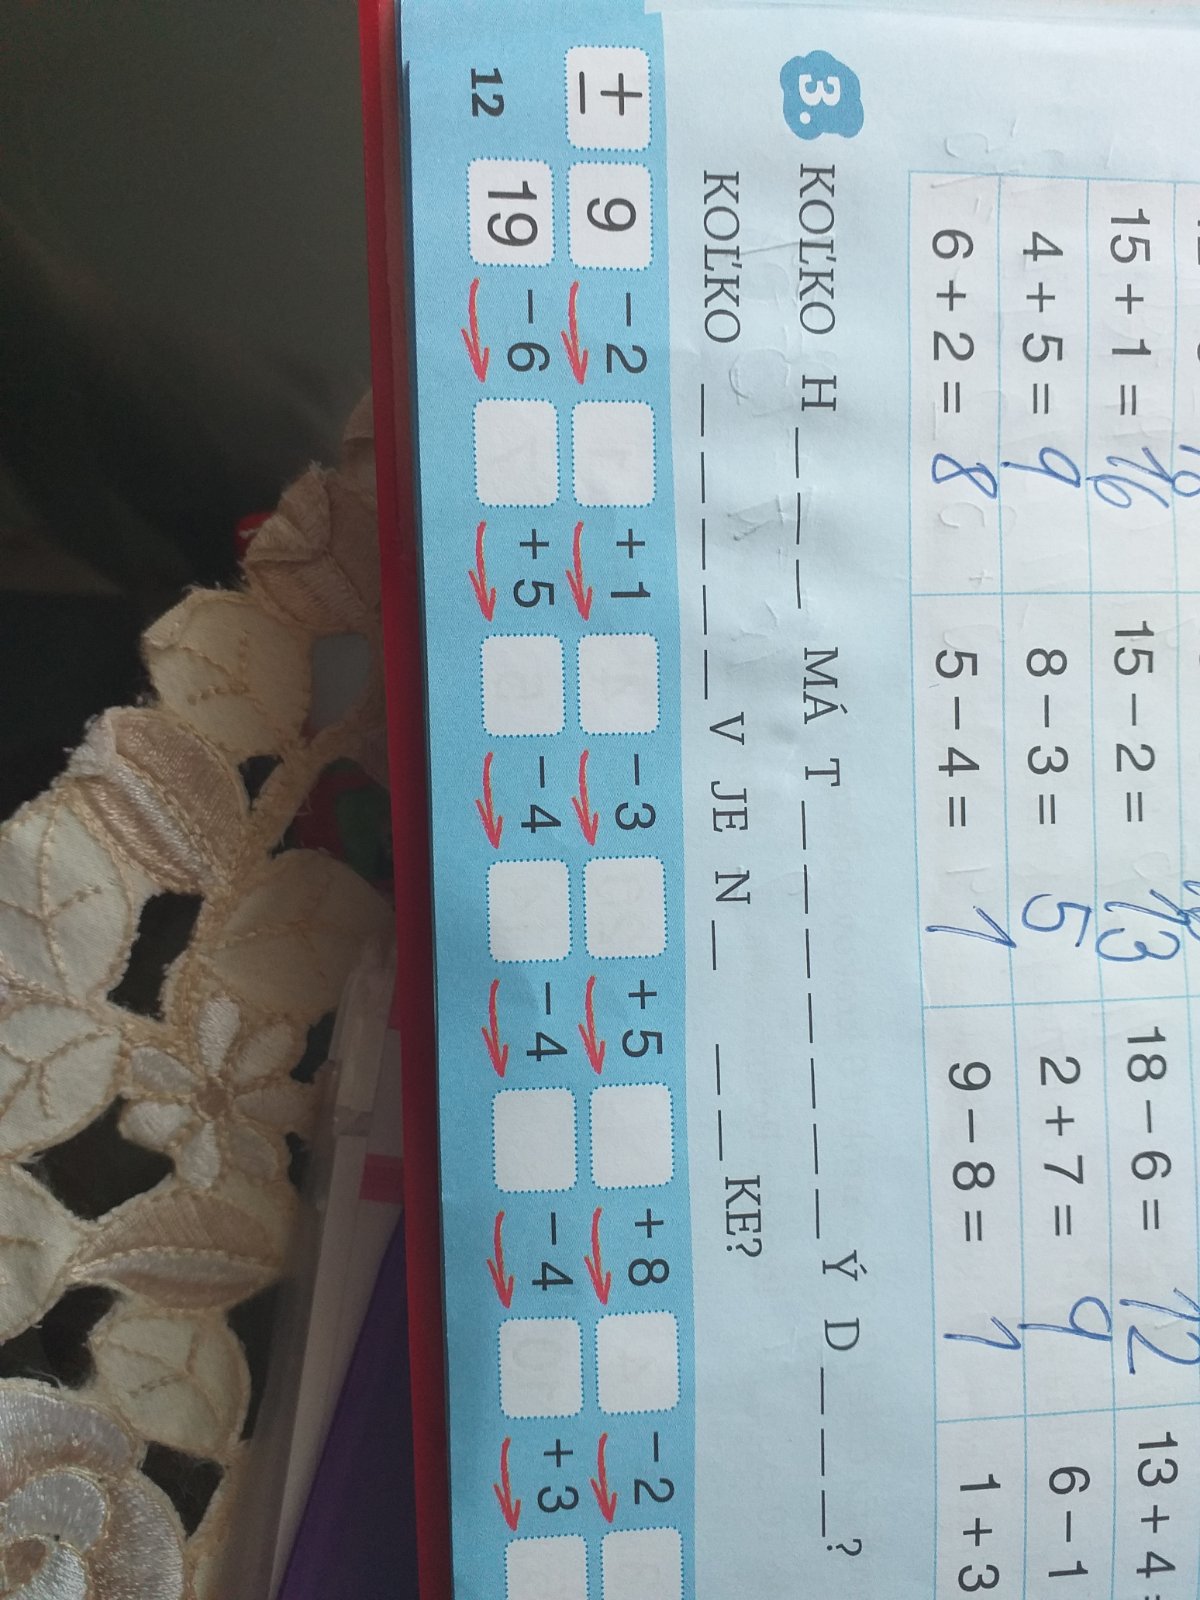 15 + 1 = 16 15 – 2 = 13 18 – 6 = 12 13 + 4
4 + 5 = 9 8 – 3 = 5 2 + 7 = 9 6 – 1
6 + 2 = 8 5 – 4 = 1 9 – 8 = 1 1 + 3
3. KOĽKO H _ _ _ MÁ T _ _ _ _ _ _ _ Ý D _ _ _?
KOĽKO _ _ _ _ _ V JE N _ _ _KE?
+ – 9 – 2 + 1 – 3 + 5 + 8 – 2
19 – 6 + 5 – 4 – 4 – 4 + 3
12